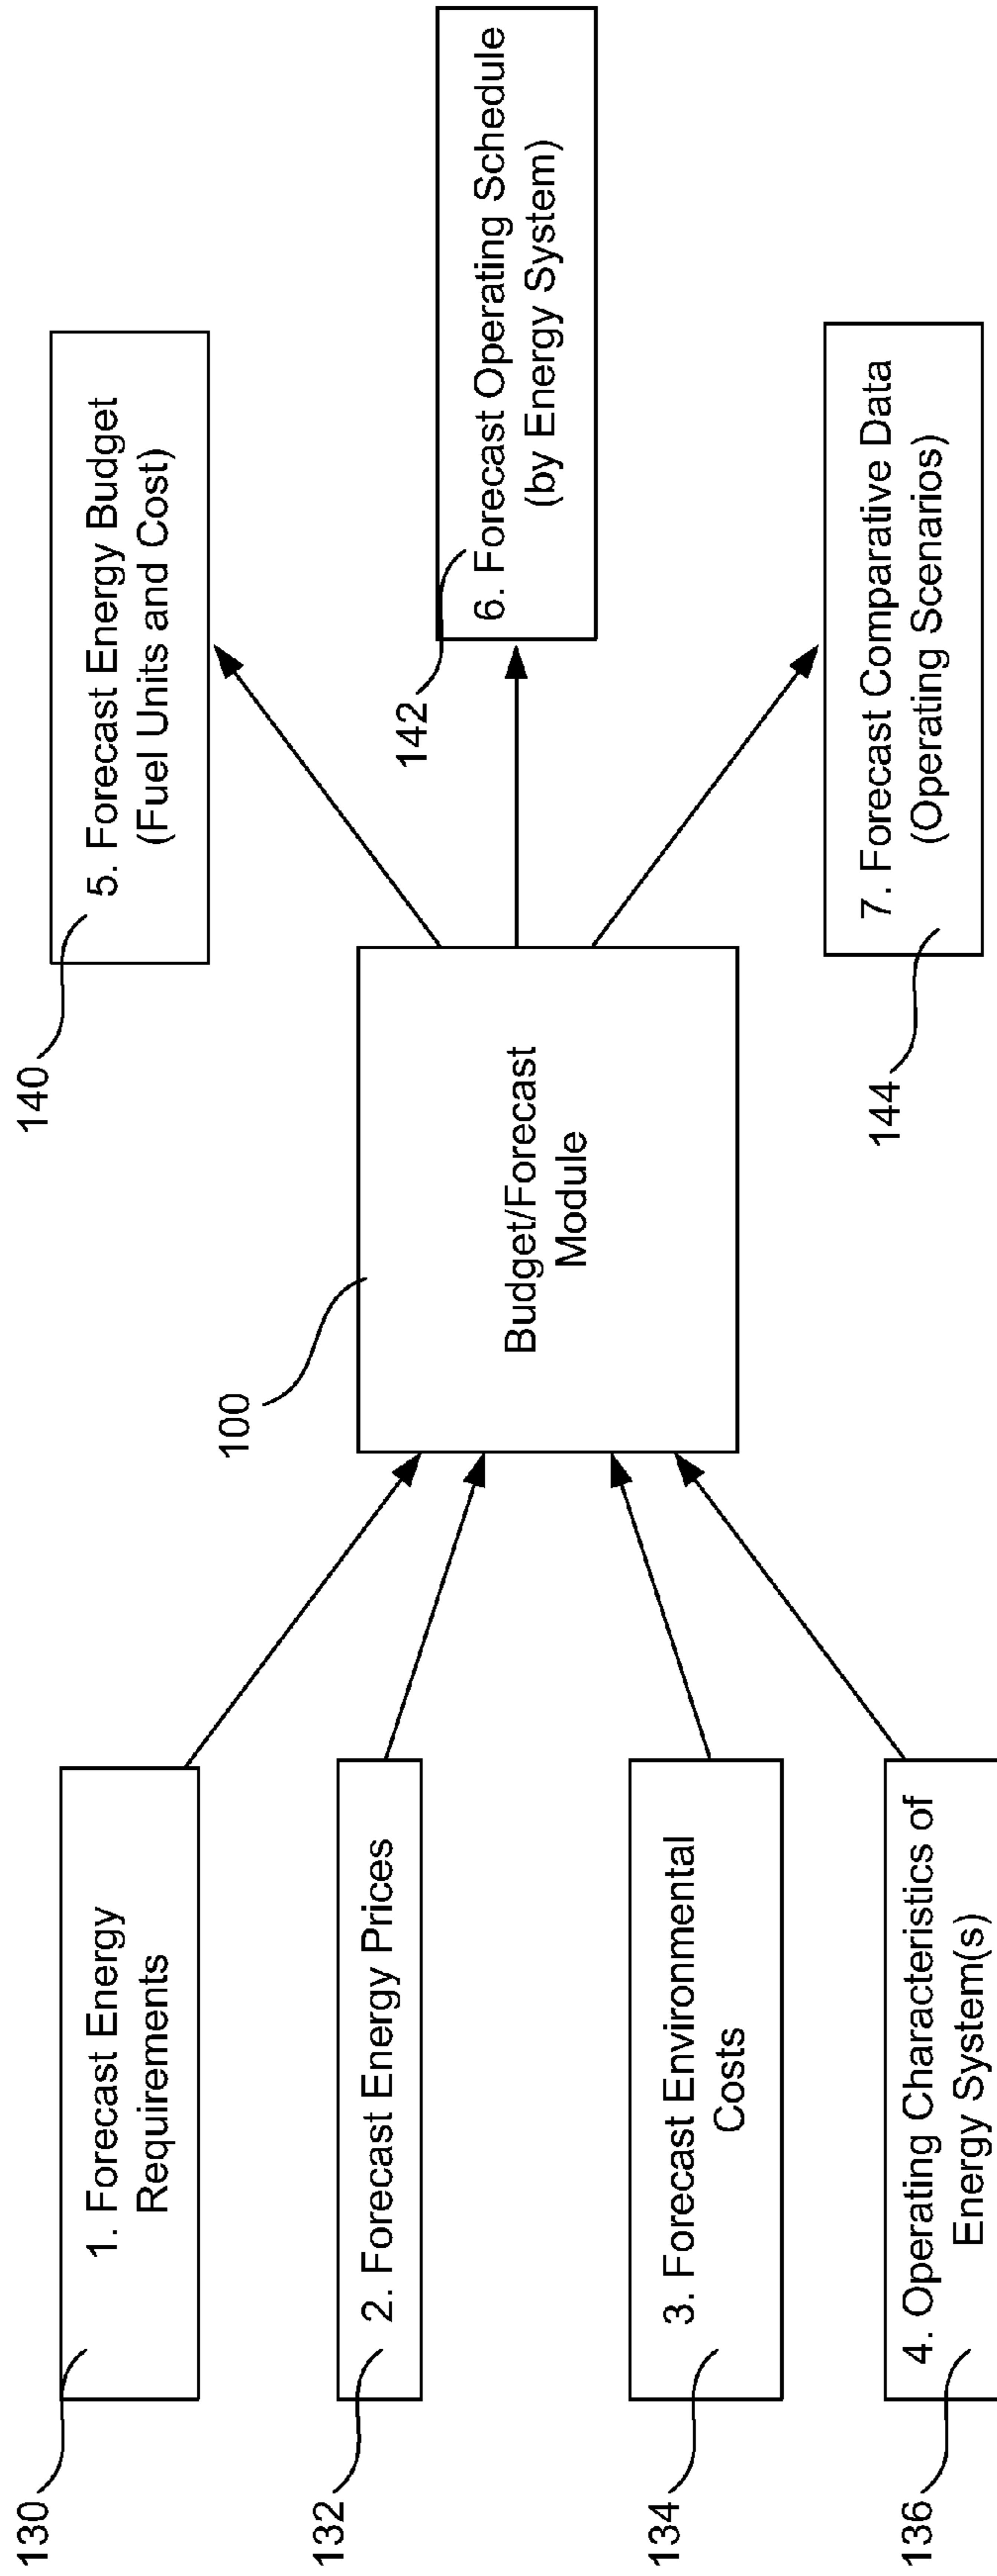 130
1. Forecast Energy
Requirements
132
2. Forecast Energy Prices
134
3. Forecast Environmental
Costs
136
4. Operating Characteristics of
Energy System(s)
100
Budget/Forecast
Module
140
5. Forecast Energy Budget
(Fuel Units and Cost)
142
6. Forecast Operating Schedule
(by Energy System)
144
7. Forecast Comparative Data
(Operating Scenarios)